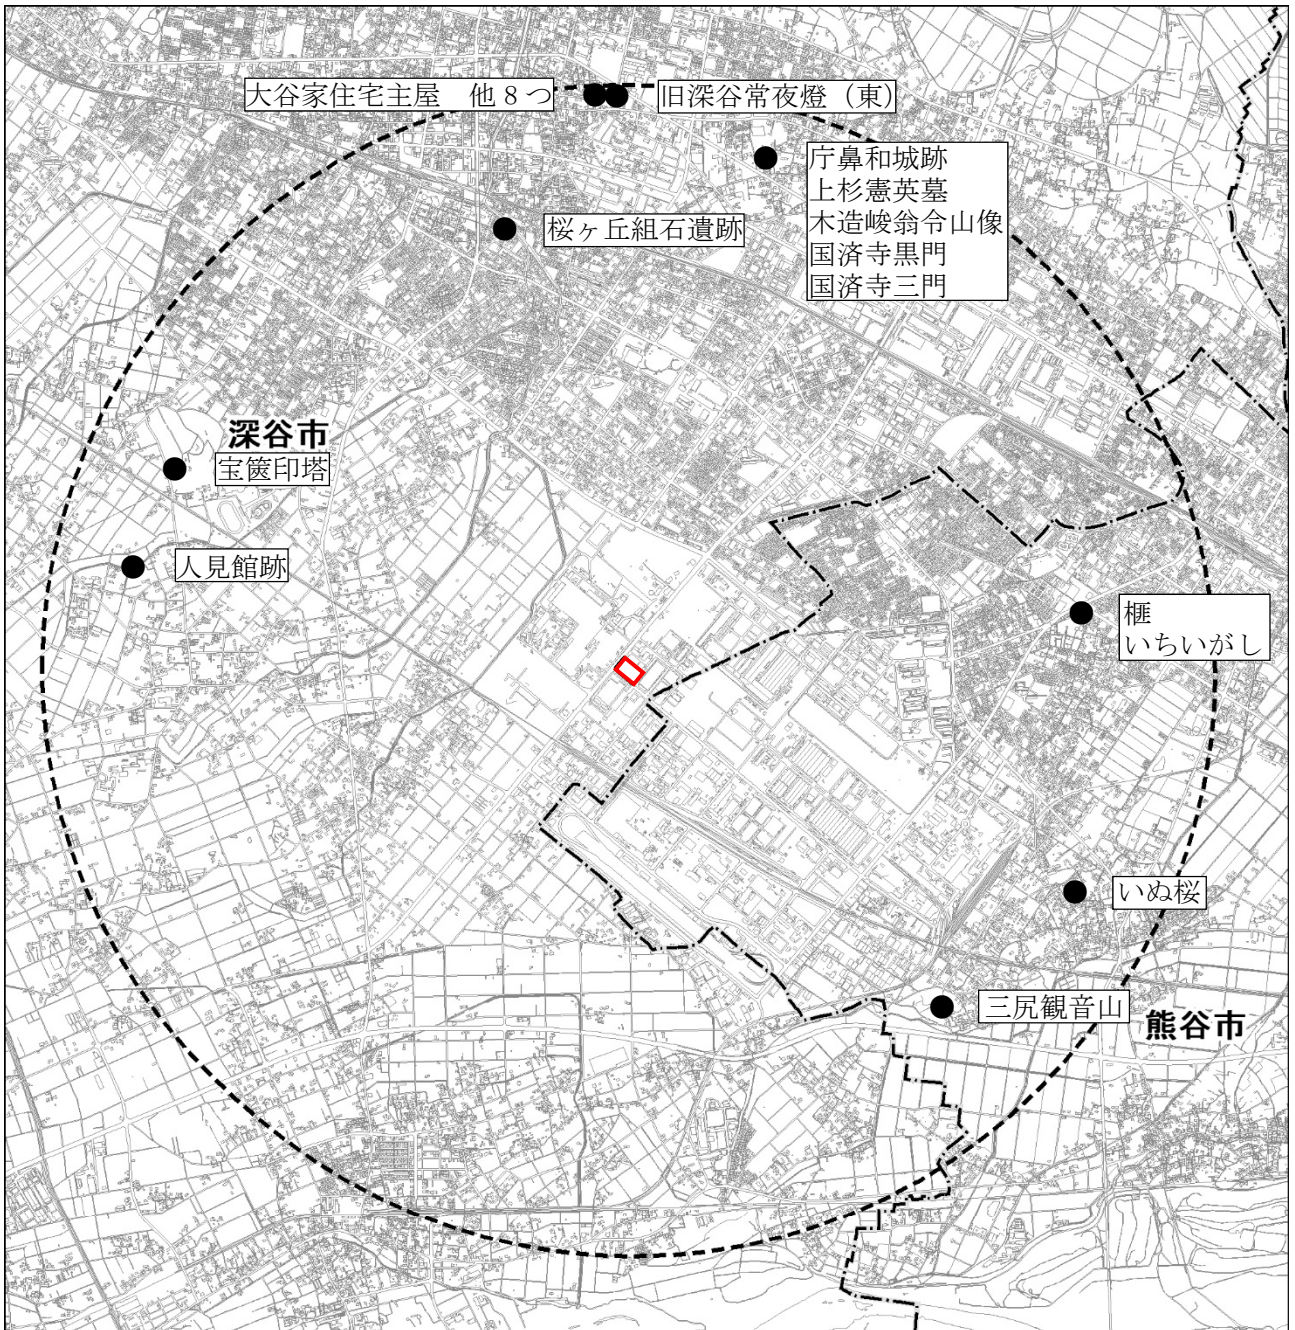 大谷家住宅主屋　他８つ
旧深谷常夜燈（東）
庁鼻和城跡
上杉憲英墓
木造峻翁令山像
国済寺黒門
国済寺三門
桜ヶ丘組石遺跡
深谷市
宝篋印塔
人見館跡
榧
いちいがし
いぬ桜
三尻観音山
熊谷市